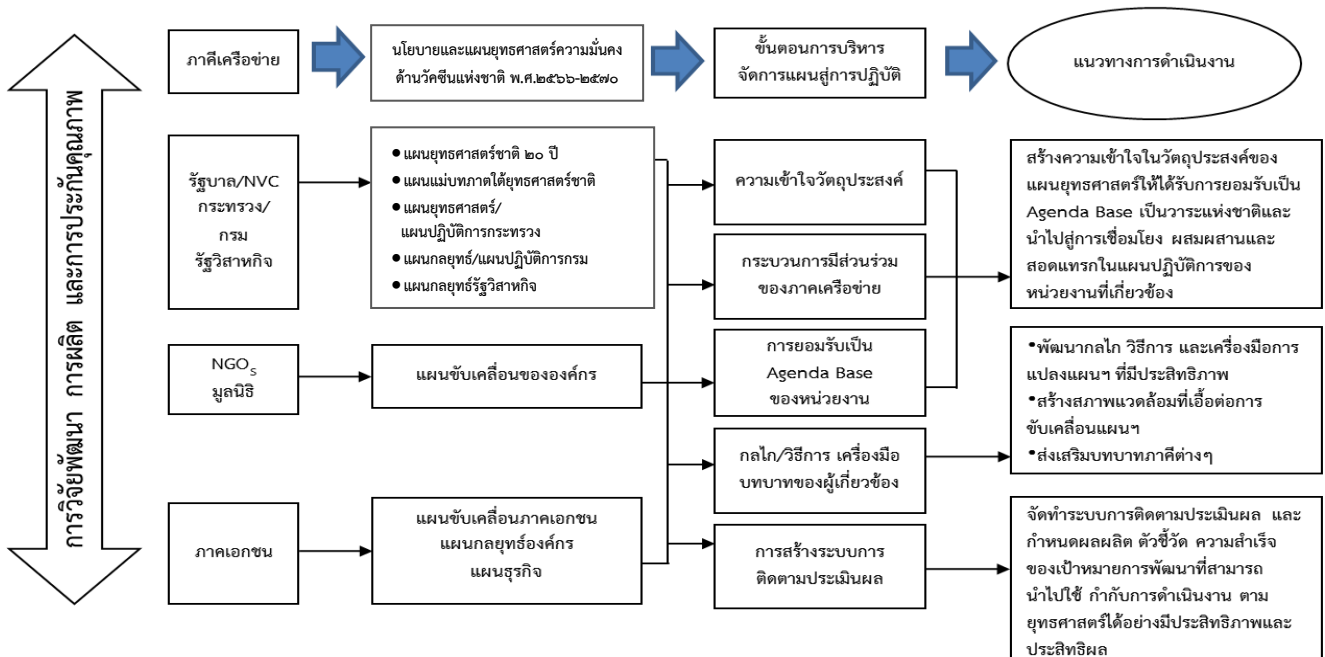 การวิจัยพัฒนา การผลิต และการประกันคุณภาพ
ภาคีเครือข่าย
นโยบายและแผนยุทธศาสตร์ความมั่นคง
ด้านวัคซีนแห่งชาติ พ.ศ.๒๕๖๖-๒๕๗๐
ขั้นตอนการบริหาร
จัดการแผนสู่การปฏิบัติ
แนวทางการดำเนินงาน
รัฐบาล/NVC
กระทรวง/
กรม
รัฐวิสาหกิจ
●แผนยุทธศาสตร์ชาติ ๒๐ ปี
●แผนแม่บทภาตใต้ยุทธศาสตร์ชาติ
●แผนยุทธศาสตร์/
แผนปฏิบัติการกระทรวง
●แผนกลยุทธ์/แผนปฏิบัติการกรม
●แผนกลยุทธ์รัฐวิสาหกิจ
ความเข้าใจวัตถุประสงค์
กระบวนการมีส่วนร่วม
ของภาคเครือข่าย
สร้างความเข้าใจในวัตถุประสงค์ของ
แผนยุทธศาสตร์ให้ได้รับการยอมรับเป็น
Agenda Base เป็นวาระแห่งชาติและ
นำไปสู่การเชื่อมโยง ผสมผสานและ
สอดแทรกในแผนปฏิบัติการของ
หน่วยงานที่เกี่ยวข้อง
NGOS
มูลนิธิ
แผนขับเคลื่อนขององค์กร
การยอมรับเป็น
Agenda Base
ของหน่วยงาน
กลไก/วิธีการ เครื่องมือ
บทบาทของผู้เกี่ยวข้อง
•พัฒนากลไก วิธีการ และเครื่องมือการ
แปลงแผนฯ ที่มีประสิทธิภาพ
•สร้างสภาพแวดล้อมที่เอื้อต่อการ
ขับเคลื่อนแผนฯ
•ส่งเสริมบทบาทภาคีต่างๆ
ภาคเอกชน
แผนขับเคลื่อนภาคเอกชน
แผนกลยุทธ์องค์กร
แผนธุรกิจ
การสร้างระบบการ
ติดตามประเมินผล
จัดทำระบบการติดตามประเมินผล และ
กำหนดผลผลิต ตัวชี้วัด ความสำเร็จ
ของเป้าหมายการพัฒนาที่สามารถ
นำไปใช้ กำกับการดำเนินงาน ตาม
ยุทธศาสตร์ได้อย่างมีประสิทธิภาพและ
ประสิทธิผล